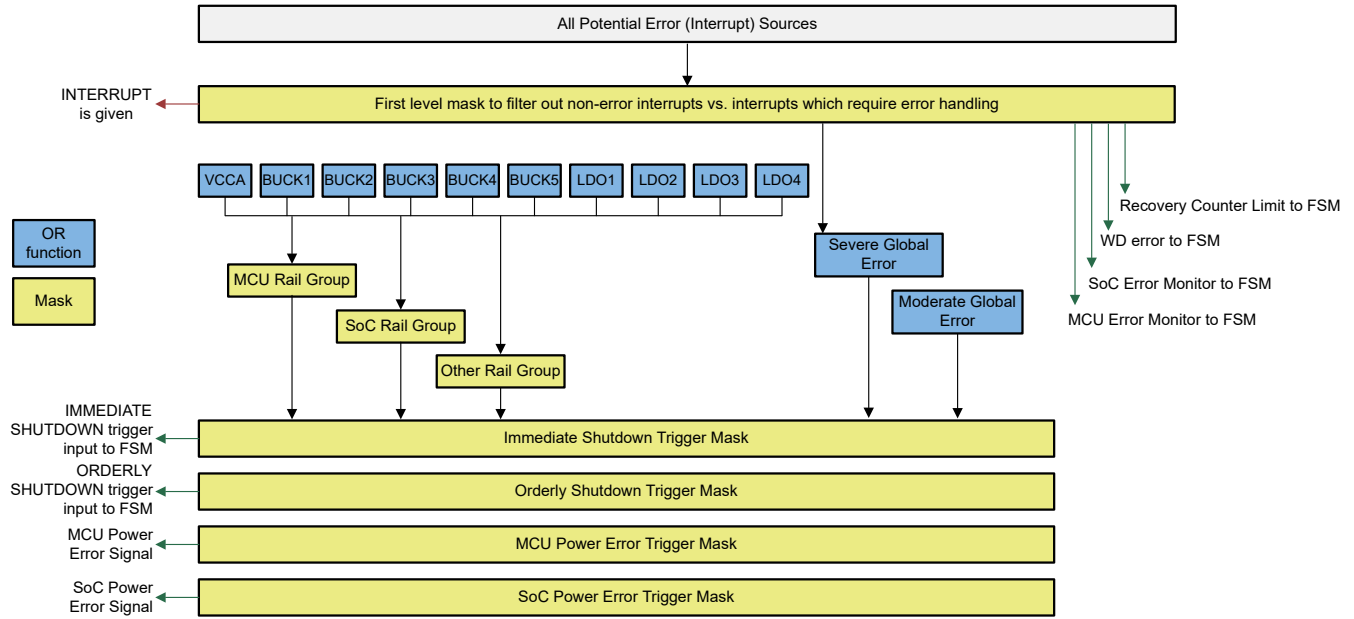 All Potential Error (Interrupt) Sources
INTERRUPT
is given
First level mask to filter out non-error interrupts vs. interrupts which require error handling
VCCA
BUCK1
BUCK2
BUCK3
BUCK4
BUCK5
LDO1
LDO2
LDO3
LDO4
Recovery Counter Limit to FSM
WD error to FSM
SoC Error Monitor to FSM
MCU Error Monitor to FSM
OR
function
Mask
Severe Global
Error
Moderate Global
Error
MCU Rail Group
SoC Rail Group
Other Rail Group
IMMEDIATE
SHUTDOWN trigger
input to FSM
Immediate Shutdown Trigger Mask
ORDERLY
SHUTDOWN trigger
input to FSM
Orderly Shutdown Trigger Mask
MCU Power
Error Signal
MCU Power Error Trigger Mask
SoC Power
Error Signal
SoC Power Error Trigger Mask